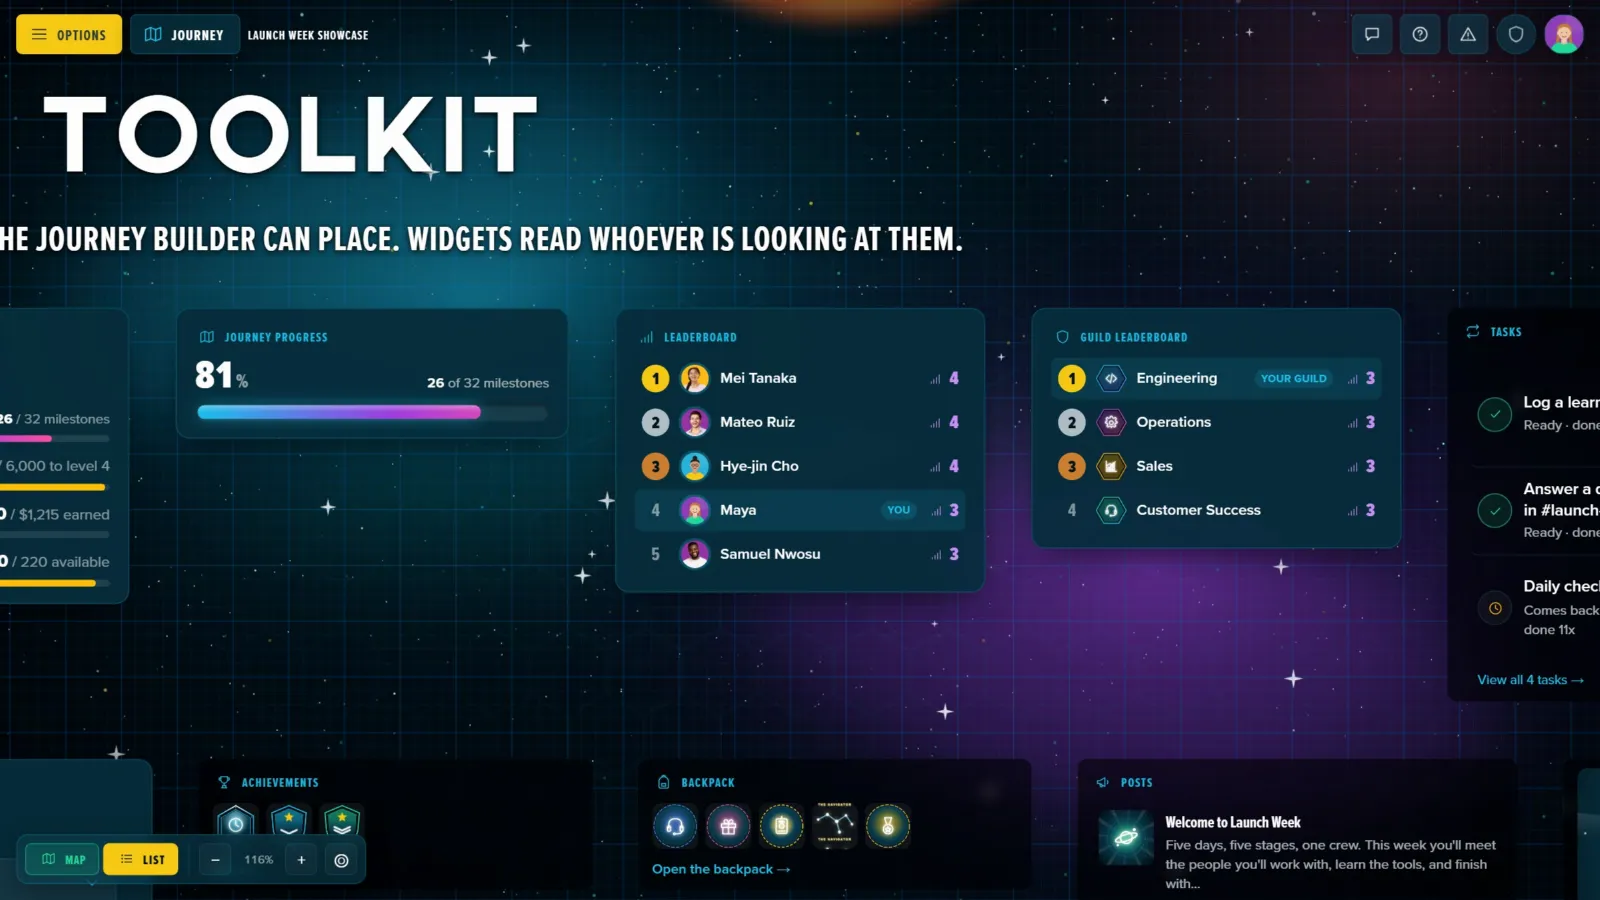 OPTIONS
JOURNEY
LAUNCH WEEK SHOWCASE
TOOLKIT
HE JOURNEY BUILDER CAN PLACE. WIDGETS READ WHOEVER IS LOOKING AT THEM.
26 / 32 milestones
/ 6,000 to level 4
0 / $1,215 earned
0 / 220 available
JOURNEY PROGRESS
81%
26 of 32 milestones
LEADERBOARD
1 Mei Tanaka 4
2 Mateo Ruiz 4
3 Hye-jin Cho 4
4 Maya YOU 3
5 Samuel Nwosu 3
GUILD LEADERBOARD
1 Engineering YOUR GUILD 3
2 Operations 3
3 Sales 3
4 Customer Success 3
TASKS
Log a learn
Ready · done
Answer a
in #launch-
Ready · done
Daily chec
Comes back
done 11x
View all 4 tasks →
ACHIEVEMENTS
BACKPACK
THE NAVIGATOR
THE NAVIGATOR
Open the backpack →
POSTS
Welcome to Launch Week
Five days, five stages, one crew. This week you'll meet
the people you'll work with, learn the tools, and finish
with...
MAP
LIST
− 116% +